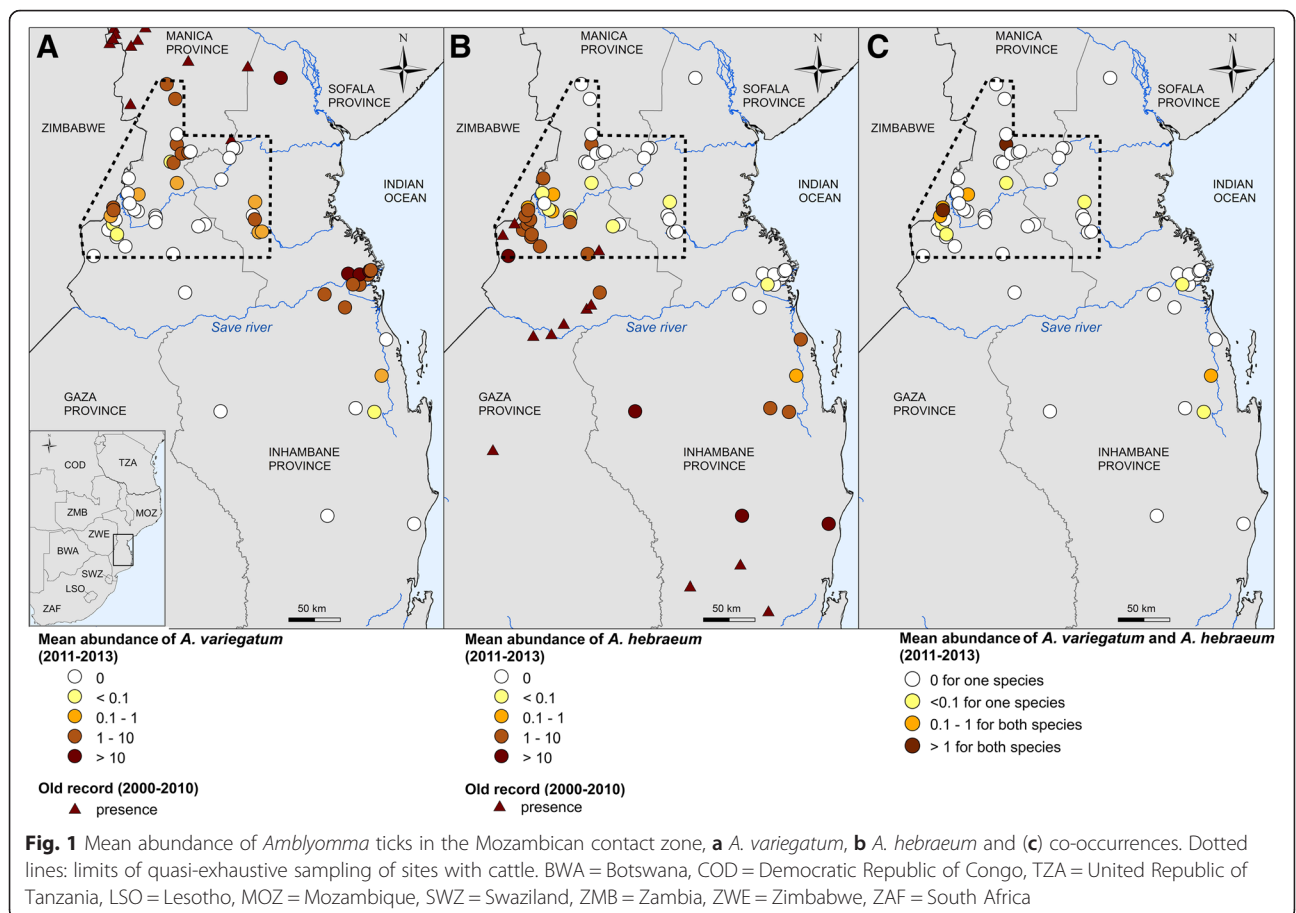 A
MANICA
PROVINCE
N
SOFALA
PROVINCE
ZIMBABWE
INDIAN
OCEAN
Save river
GAZA
PROVINCE
INHAMBANE
PROVINCE
50 km
N
COD
TZA
ZMB
MOZ
ZWE
BWA
SWZ
LSO
ZAF
B
MANICA
PROVINCE
N
SOFALA
PROVINCE
ZIMBABWE
INDIAN
OCEAN
Save river
GAZA
PROVINCE
INHAMBANE
PROVINCE
50 km
C
MANICA
PROVINCE
N
SOFALA
PROVINCE
ZIMBABWE
INDIAN
OCEAN
Save river
GAZA
PROVINCE
INHAMBANE
PROVINCE
50 km
Mean abundance of A. variegatum
(2011-2013)
0
< 0.1
0.1 - 1
1 - 10
> 10
Old record (2000-2010)
presence
Mean abundance of A. hebraeum
(2011-2013)
0
< 0.1
0.1 - 1
1 - 10
> 10
Old record (2000-2010)
presence
Mean abundance of A. variegatum and A. hebraeum
(2011-2013)
0 for one species
<0.1 for one species
0.1 - 1 for both species
> 1 for both species
Fig. 1 Mean abundance of Amblyomma ticks in the Mozambican contact zone, a A. variegatum, b A. hebraeum and (c) co-occurrences. Dotted
lines: limits of quasi-exhaustive sampling of sites with cattle. BWA = Botswana, COD = Democratic Republic of Congo, TZA = United Republic of
Tanzania, LSO = Lesotho, MOZ = Mozambique, SWZ = Swaziland, ZMB = Zambia, ZWE = Zimbabwe, ZAF = South Africa